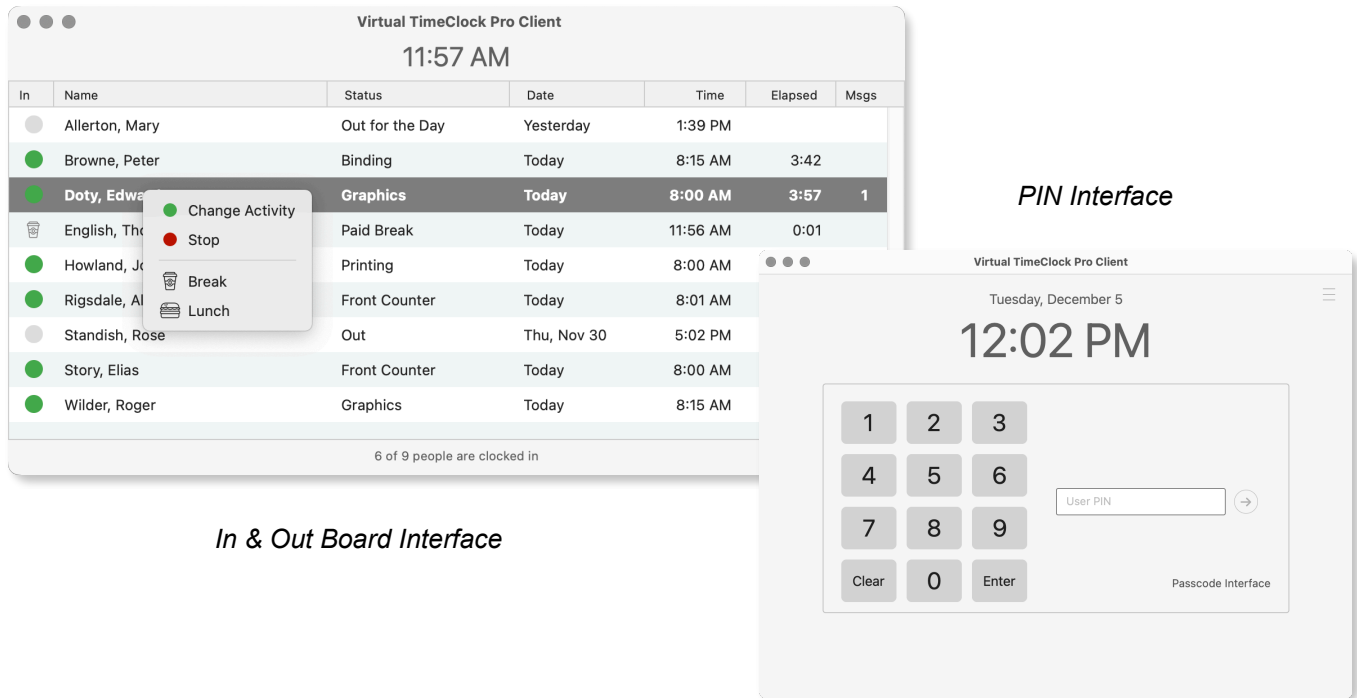 Virtual TimeClock Pro Client
11:57 AM
In Name Status Date Time Elapsed Msgs
Allerton, Mary Out for the Day Yesterday 1:39 PM
Browne, Peter Binding Today 8:15 AM 3:42
Doty, Graphics Today 8:00 AM 3:57 1
English, Paid Break Today 11:56 AM 0:01
Howland, Printing Today 8:00 AM
Rigsdale, Front Counter Today 8:01 AM
Standish, Rose Out Thu, Nov 30 5:02 PM
Story, Elias Front Counter Today 8:00 AM
Wilder, Roger Graphics Today 8:15 AM
6 of 9 people are clocked in
Change Activity
Stop
Break
Lunch
In & Out Board Interface
PIN Interface
Virtual TimeClock Pro Client
Tuesday, December 5
12:02 PM
1 2 3
4 5 6
7 8 9
Clear 0 Enter
User PIN
Passcode Interface